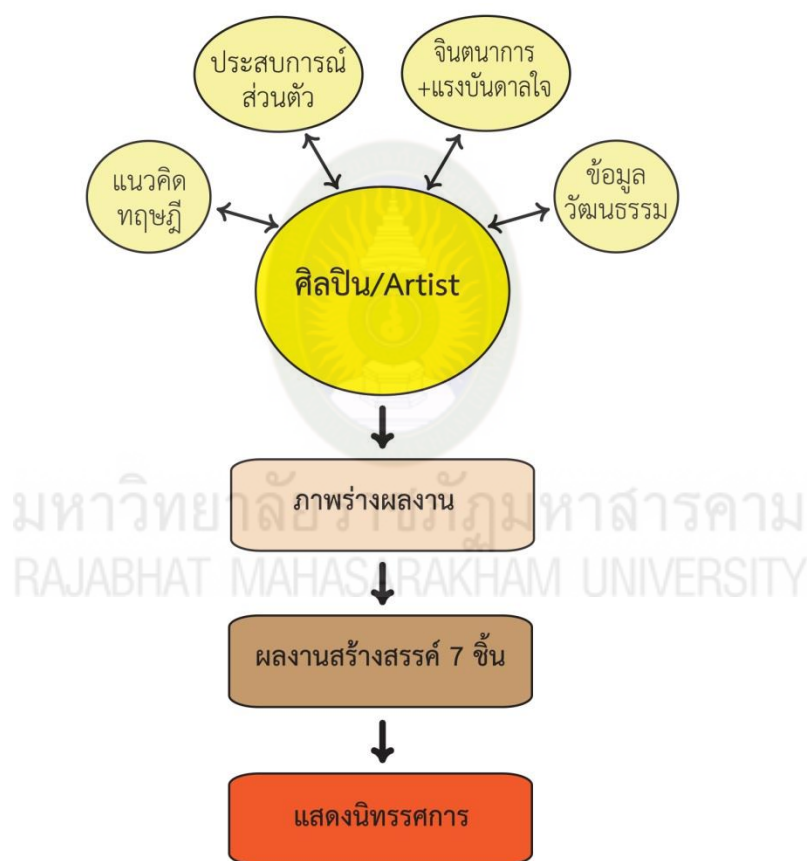 ประสบการณ์
ส่วนตัว
จินตนาการ
+แรงบันดาลใจ
แนวคิด
ทฤษฎี
ข้อมูล
วัฒนธรรม
ศิลปิน/Artist
ภาพร่างผลงาน
มหาวิทยาลัยราชภัฏมหาสารคาม
RAJABHAT MAHASARAKHAM UNIVERSITY
ผลงานสร้างสรรค์ 7 ชิ้น
แสดงนิทรรศการ